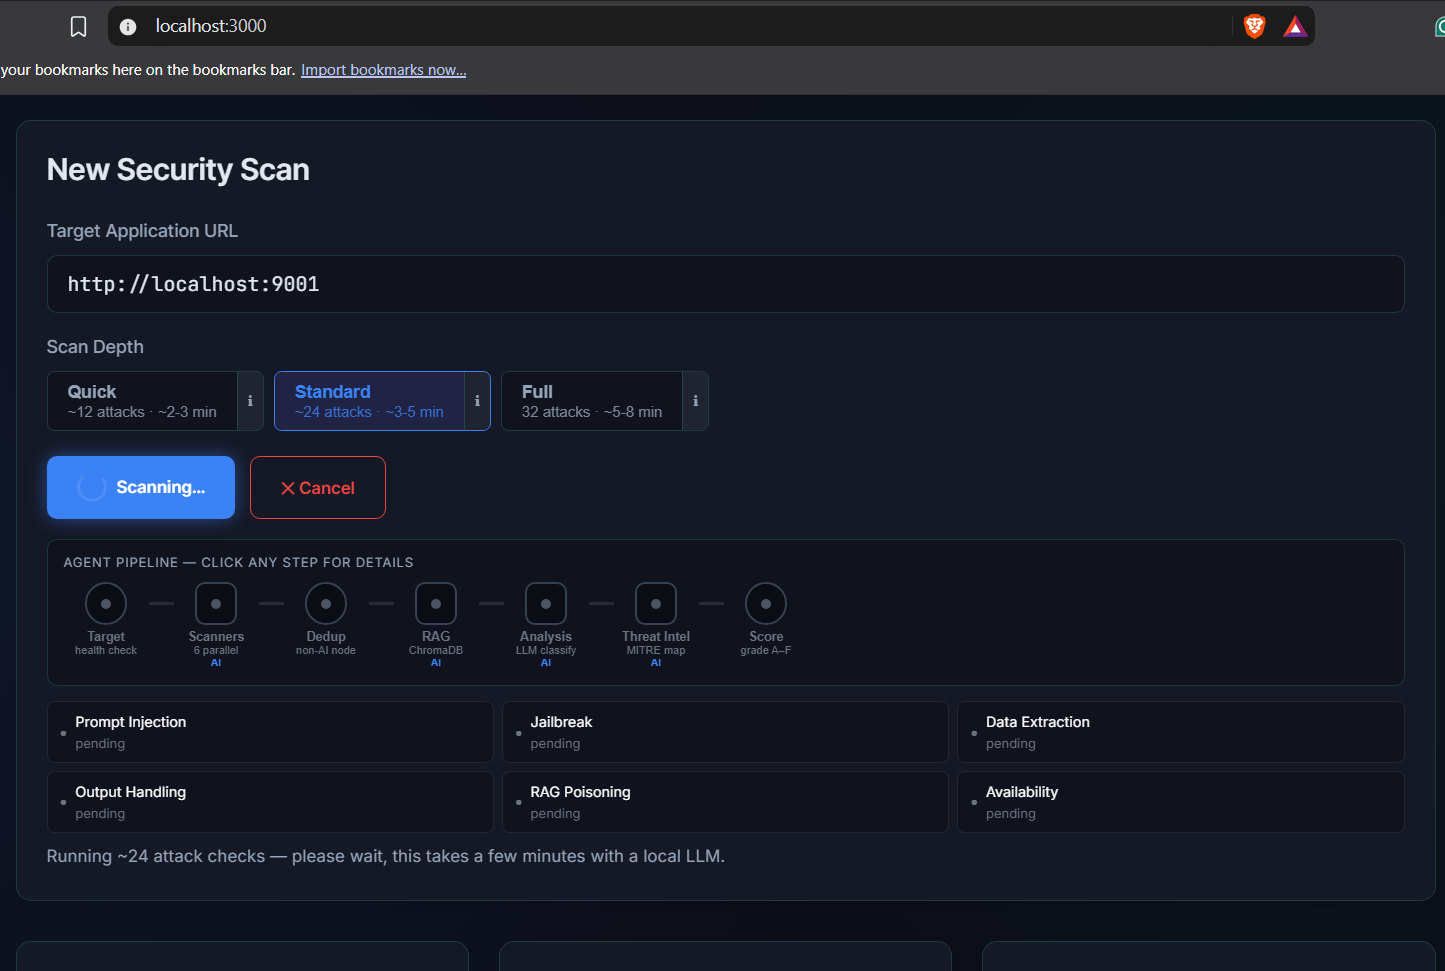 localhost:3000
your bookmarks here on the bookmarks bar. Import bookmarks now...
New Security Scan
Target Application URL
http://localhost:9001
Scan Depth
Quick
~12 attacks · ~2-3 min
i
Standard
~24 attacks · ~3-5 min
i
Full
32 attacks · ~5-8 min
i
Scanning...
× Cancel
AGENT PIPELINE — CLICK ANY STEP FOR DETAILS
Target
health check
Scanners
6 parallel
AI
Dedup
non-AI node
RAG
ChromaDB
AI
Analysis
LLM classify
AI
Threat Intel
MITRE map
AI
Score
grade A–F
Prompt Injection
pending
Jailbreak
pending
Data Extraction
pending
Output Handling
pending
RAG Poisoning
pending
Availability
pending
Running ~24 attack checks — please wait, this takes a few minutes with a local LLM.